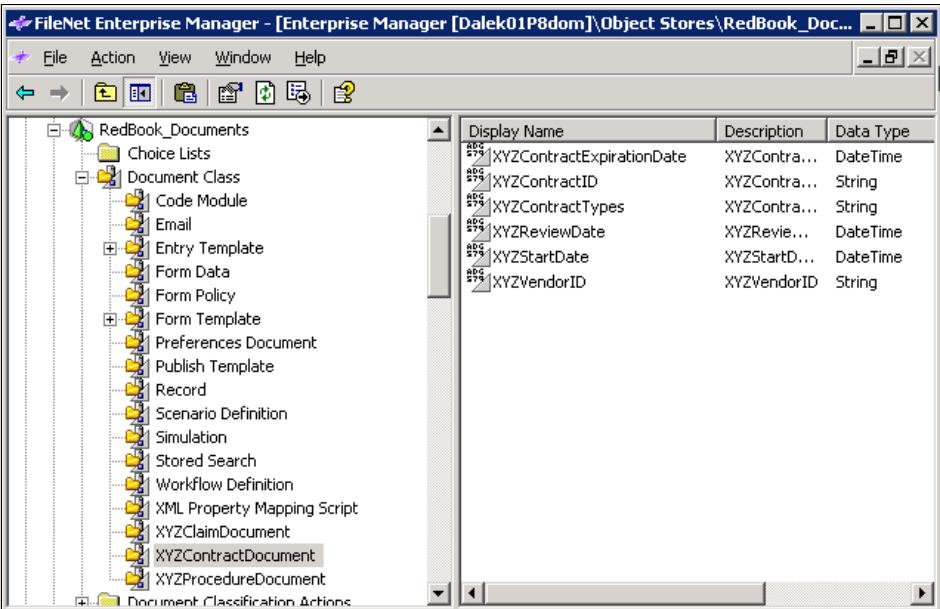 FileNet Enterprise Manager - [Enterprise Manager [Dalek01P8dom]\Object Stores\RedBook_Doc...
File Action View Window Help
RedBook_Documents
Choice Lists
Document Class
Code Module
Email
Entry Template
Form Data
Form Policy
Form Template
Preferences Document
Publish Template
Record
Scenario Definition
Simulation
Stored Search
Workflow Definition
XML Property Mapping Script
XYZClaimDocument
XYZContractDocument
XYZProcedureDocument
Document Classification Actions
Display Name Description Data Type
XYZContractExpirationDate XYZContra... DateTime
XYZContractID XYZContra... String
XYZContractTypes XYZContra... String
XYZReviewDate XYZRevie... DateTime
XYZStartDate XYZStartD... DateTime
XYZVendorID XYZVendorID String